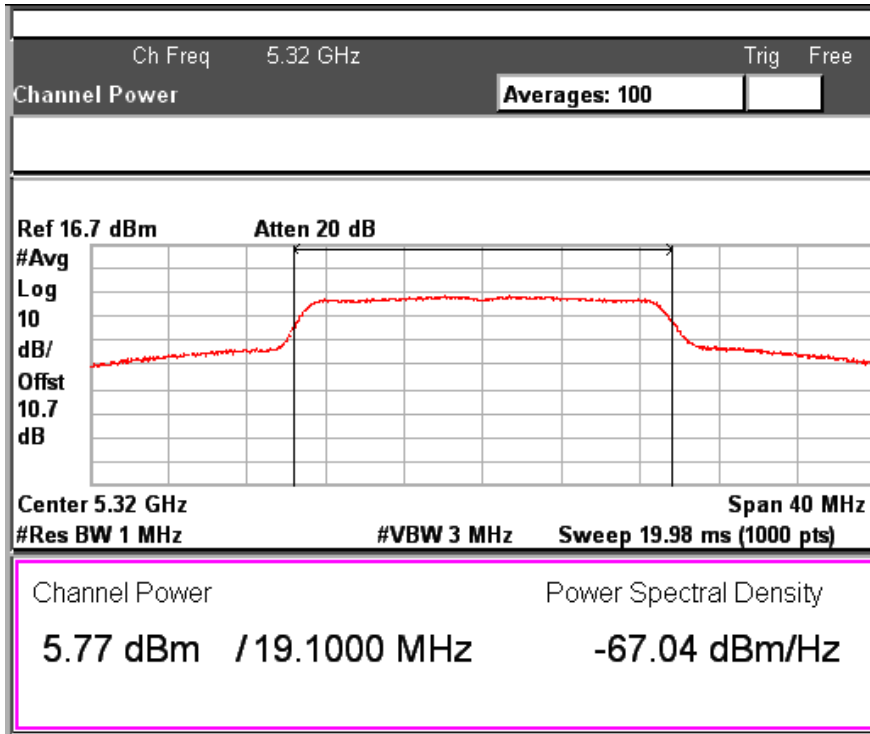 Ch Freq 5.32 GHz Trig Free
Channel Power Averages: 100
Ref 16.7 dBm Atten 20 dB
#Avg
Log
10
dB/
Offst
10.7
dB
Center 5.32 GHz Span 40 MHz
#Res BW 1 MHz #VBW 3 MHz Sweep 19.98 ms (1000 pts)
Channel Power Power Spectral Density
5.77 dBm / 19.1000 MHz -67.04 dBm/Hz